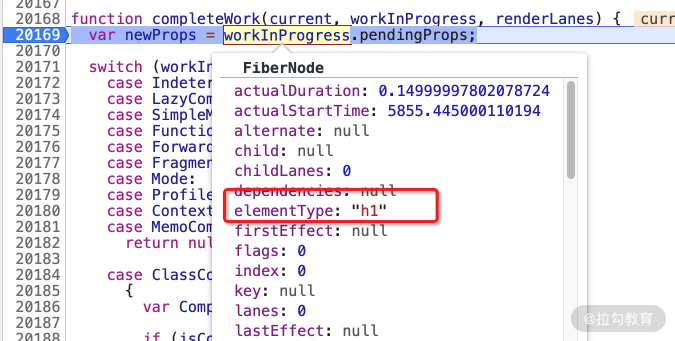 20167
20168 function completeWork(current, workInProgress, renderLanes) { curr
20169 var newProps = workInProgress.pendingProps;
20170
20171 switch (workIn
20172 case Indeter
20173 case LazyCom
20174 case SimpleM
20175 case Functio
20176 case Forward
20177 case Fragmen
20178 case Mode:
20179 case Profile
20180 case Context
20181 case MemoCom
20182 return nul
20183
20184 case ClassCo
20185 {
20186 var Comp
20187
20188 if (isCo
FiberNode
actualDuration: 0.14999997802078724
actualStartTime: 5855.445000110194
alternate: null
child: null
childLanes: 0
dependencies: null
elementType: "h1"
firstEffect: null
flags: 0
index: 0
key: null
lanes: 0
lastEffect: null
@拉勾教育